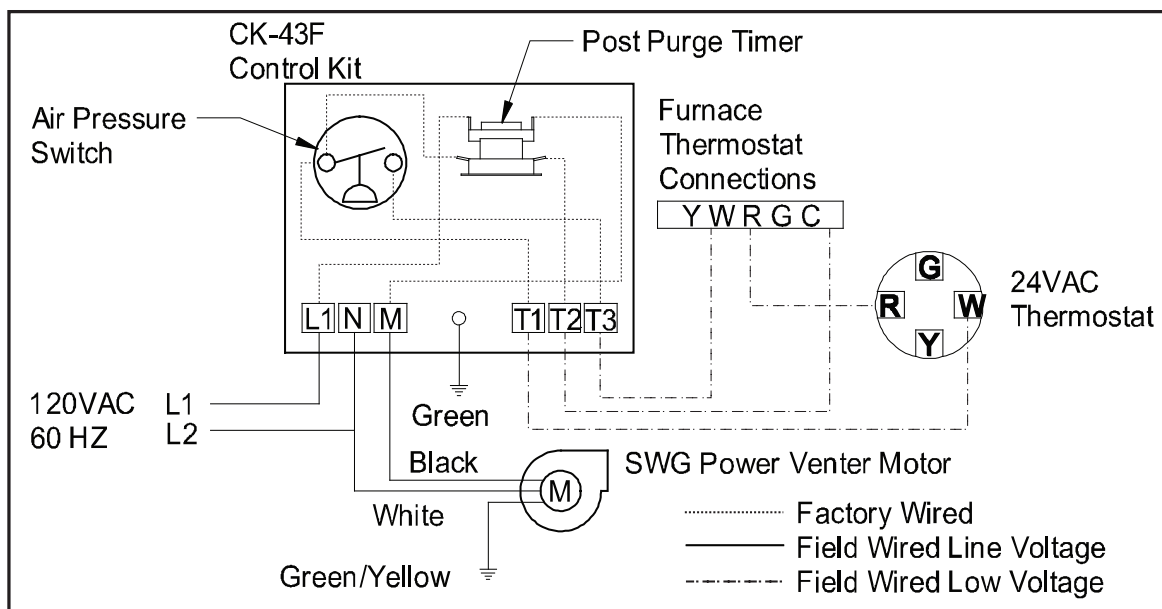 CK-43F
Control Kit
Post Purge Timer
Air Pressure
Switch
Furnace
Thermostat
Connections
Y W R G C
G
R
W
Y
24VAC
Thermostat
L1 N M
T1 T2 T3
120VAC L1
60 HZ L2
Green
Black
White
Green/Yellow
M
SWG Power Venter Motor
Factory Wired
Field Wired Line Voltage
Field Wired Low Voltage